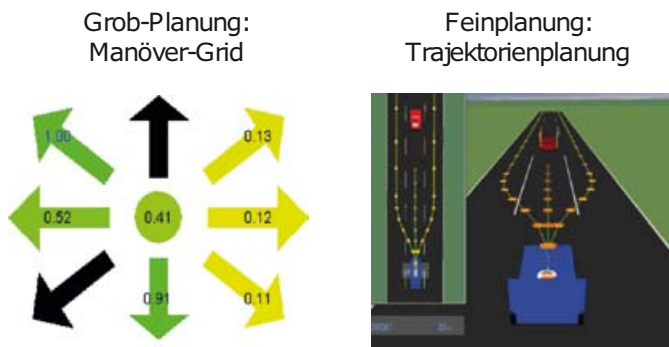 Grob-Planung:
Manöver-Grid
Feinplanung:
Trajektorienplanung
1.00
0.13
0.52
0.41
0.12
0.91
0.11